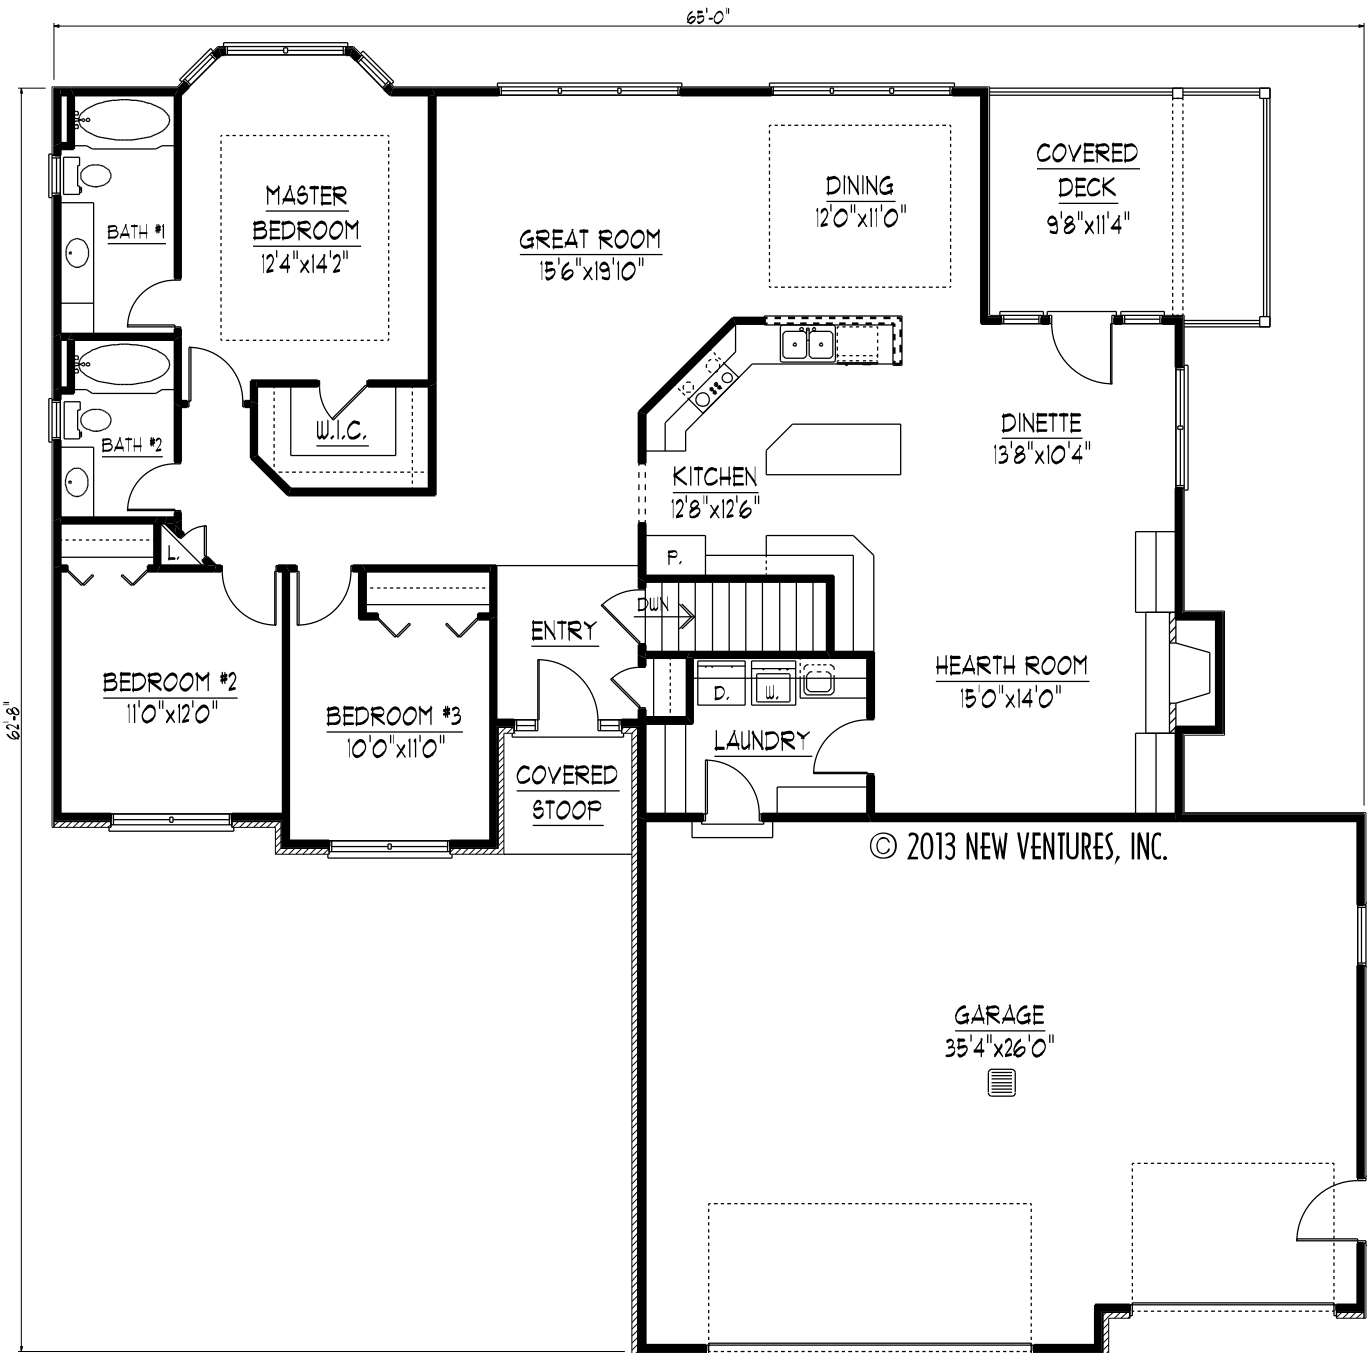 65'-0"
COVERED
DECK
9'8"x11'4"
MASTER
BEDROOM
12'4"x14'2"
DINING
12'0"x11'0"
BATH #1
GREAT ROOM
15'6"x19'10"
W.I.C.
BATH #2
DINETTE
13'8"x10'4"
KITCHEN
12'8"x12'6"
L.
P.
DWN
ENTRY
BEDROOM #2
11'0"x12'0"
HEARTH ROOM
15'0"x14'0"
D.
W.
BEDROOM #3
10'0"x11'0"
LAUNDRY
62'-8"
COVERED
STOOP
© 2013 NEW VENTURES, INC.
GARAGE
35'4"x26'0"